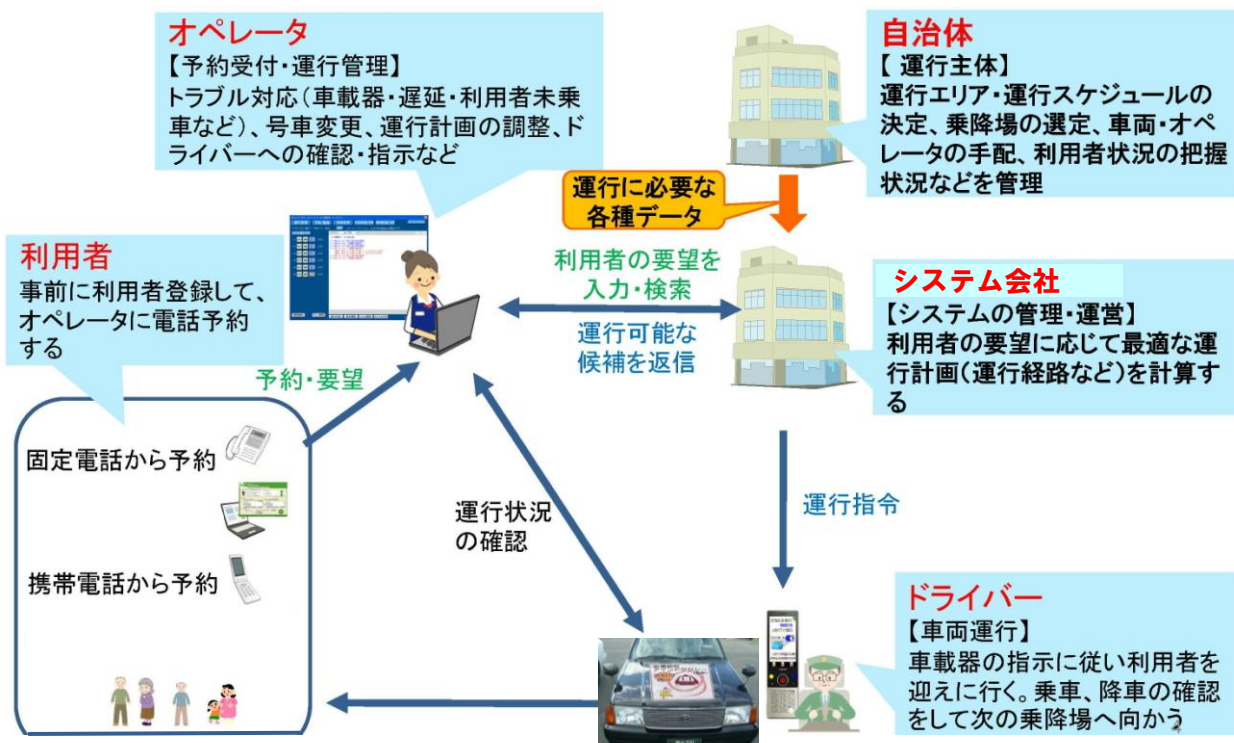 オペレータ
【予約受付・運行管理】
トラブル対応(車載器・遅延・利用者未乗
車など)、号車変更、運行計画の調整、ド
ライバーへの確認・指示など
自治体
【 運行主体】
運行エリア・運行スケジュールの
決定、乗降場の選定、車両・オペ
レータの手配、利用者状況の把握
状況などを管理
運行に必要な
各種データ
利用者
事前に利用者登録して、
オペレータに電話予約
する
利用者の要望を
入力・検索
運行可能な
候補を返信
システム会社
【システムの管理・運営】
利用者の要望に応じて最適な運
行計画(運行経路など)を計算す
る
予約・要望
固定電話から予約
携帯電話から予約
運行状況
の確認
運行指令
ドライバー
【車両運行】
車載器の指示に従い利用者を
迎えに行く。乗車、降車の確認
をして次の乗降場へ向かう
4